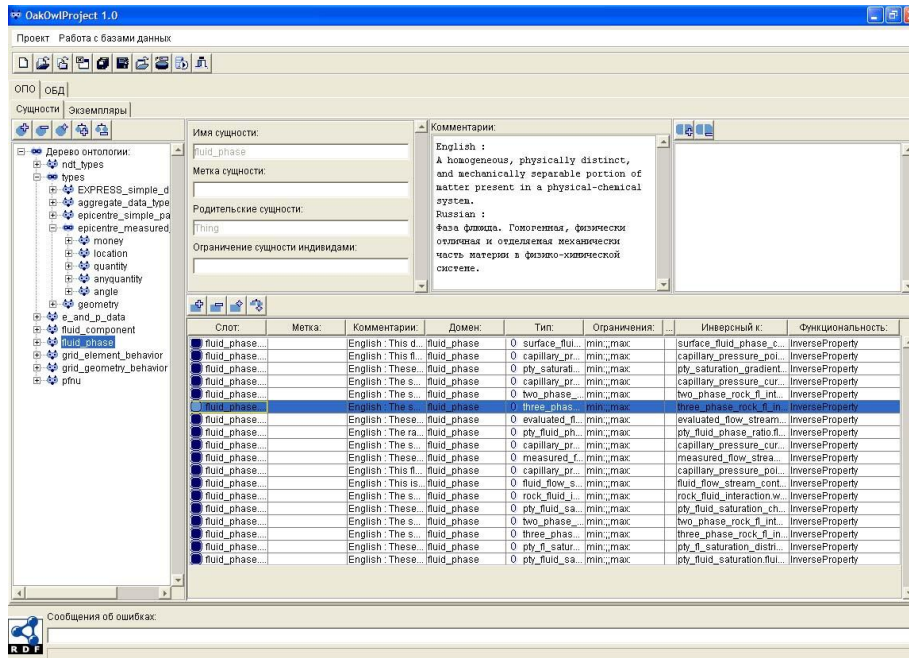 OakOwlProject 1.0
Проект Работа с базами данных
ОПО ОБД
Сущности Экземпляры
Дерево онтологии:
ndt_types
types
EXPRESS_simple_d
aggregate_data_type
epicentre_simple_pa
epicentre_measured_
money
location
quantity
anyquantity
angle
geometry
e_and_p_data
fluid_component
fluid_phase
grid_element_behavior
grid_geometry_behavior
pfnu
Имя сущности:
fluid_phase
Метка сущности:
Родительские сущности:
Thing
Ограничение сущности индивидами:
Комментарии:
English :
A homogeneous, physically distinct,
and mechanically separable portion of
matter present in a physical-chemical
system.
Russian :
Фаза флюида. Гомогенная, физически
отличная и отделяемая механически
часть материи в физико-химической
системе.
Слот: Метка: Комментарии: Домен: Тип: Ограничения: ... Инверсный к: Функциональность:
fluid_phase.... English : This d... fluid_phase 0 surface_flui... min:;;max: surface_fluid_phase_c... InverseProperty
fluid_phase.... English : This fl... fluid_phase 0 capillary_pr... min:;;max: capillary_pressure_poi... InverseProperty
fluid_phase.... English : These... fluid_phase 0 pty_saturati... min:;;max: pty_saturation_gradient... InverseProperty
fluid_phase.... English : The s... fluid_phase 0 capillary_pr... min:;;max: capillary_pressure_cur... InverseProperty
fluid_phase.... English : The s... fluid_phase 0 two_phase_... min:;;max: two_phase_rock_fl_int... InverseProperty
fluid_phase.... English : The s... fluid_phase 0 three_phas... min:;;max: three_phase_rock_fl_in... InverseProperty
fluid_phase.... English : The s... fluid_phase 0 evaluated_fl... min:;;max: evaluated_flow_stream... InverseProperty
fluid_phase.... English : The ra... fluid_phase 0 pty_fluid_ph... min:;;max: pty_fluid_phase_ratio.fl... InverseProperty
fluid_phase.... English : The s... fluid_phase 0 capillary_pr... min:;;max: capillary_pressure_cur... InverseProperty
fluid_phase.... English : These... fluid_phase 0 measured_f... min:;;max: measured_flow_strea... InverseProperty
fluid_phase.... English : This fl... fluid_phase 0 capillary_pr... min:;;max: capillary_pressure_poi... InverseProperty
fluid_phase.... English : This is... fluid_phase 0 fluid_flow_s... min:;;max: fluid_flow_stream_cont... InverseProperty
fluid_phase.... English : The s... fluid_phase 0 rock_fluid_i... min:;;max: rock_fluid_interaction.w... InverseProperty
fluid_phase.... English : These... fluid_phase 0 pty_fluid_sa... min:;;max: pty_fluid_saturation_ch... InverseProperty
fluid_phase.... English : The s... fluid_phase 0 two_phase_... min:;;max: two_phase_rock_fl_int... InverseProperty
fluid_phase.... English : The s... fluid_phase 0 three_phas... min:;;max: three_phase_rock_fl_in... InverseProperty
fluid_phase.... English : These... fluid_phase 0 pty_fl_satur... min:;;max: pty_fl_saturation_distri... InverseProperty
fluid_phase.... English : These... fluid_phase 0 pty_fluid_sa... min:;;max: pty_fluid_saturation.flui... InverseProperty
Сообщения об ошибках:
RDF